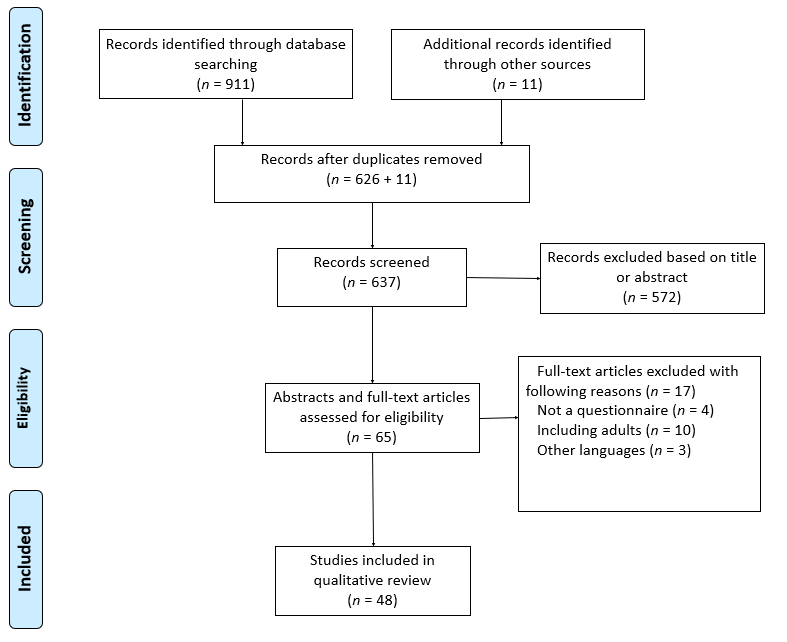 Identification
Records identified through database
searching
(n = 911)
Additional records identified
through other sources
(n = 11)
Records after duplicates removed
(n = 626 + 11)
Screening
Records screened
(n = 637)
Records excluded based on title
or abstract
(n = 572)
Eligibility
Abstracts and full-text articles
assessed for eligibility
(n = 65)
Full-text articles excluded with
following reasons (n = 17)
Not a questionnaire (n = 4)
Including adults (n = 10)
Other languages (n = 3)
Included
Studies included in
qualitative review
(n = 48)